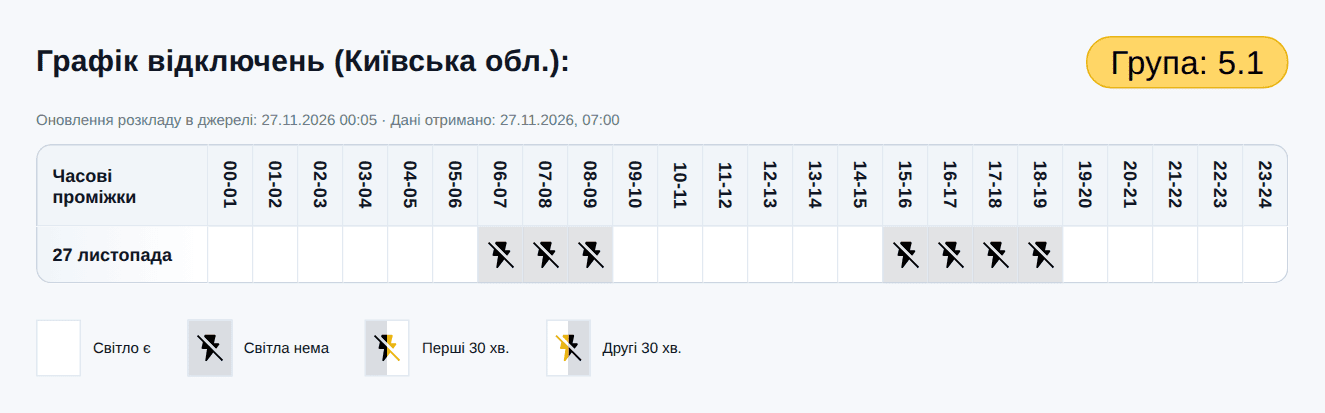 Графік відключень (Київська обл.):
Група: 5.1
Оновлення розкладу в джерелі: 27.11.2026 00:05 · Дані отримано: 27.11.2026, 07:00
Часові
проміжки
00-01
01-02
02-03
03-04
04-05
05-06
06-07
07-08
08-09
09-10
10-11
11-12
12-13
13-14
14-15
15-16
16-17
17-18
18-19
19-20
20-21
21-22
22-23
23-24
27 листопада
Світло є
Світла нема
Перші 30 хв.
Другі 30 хв.